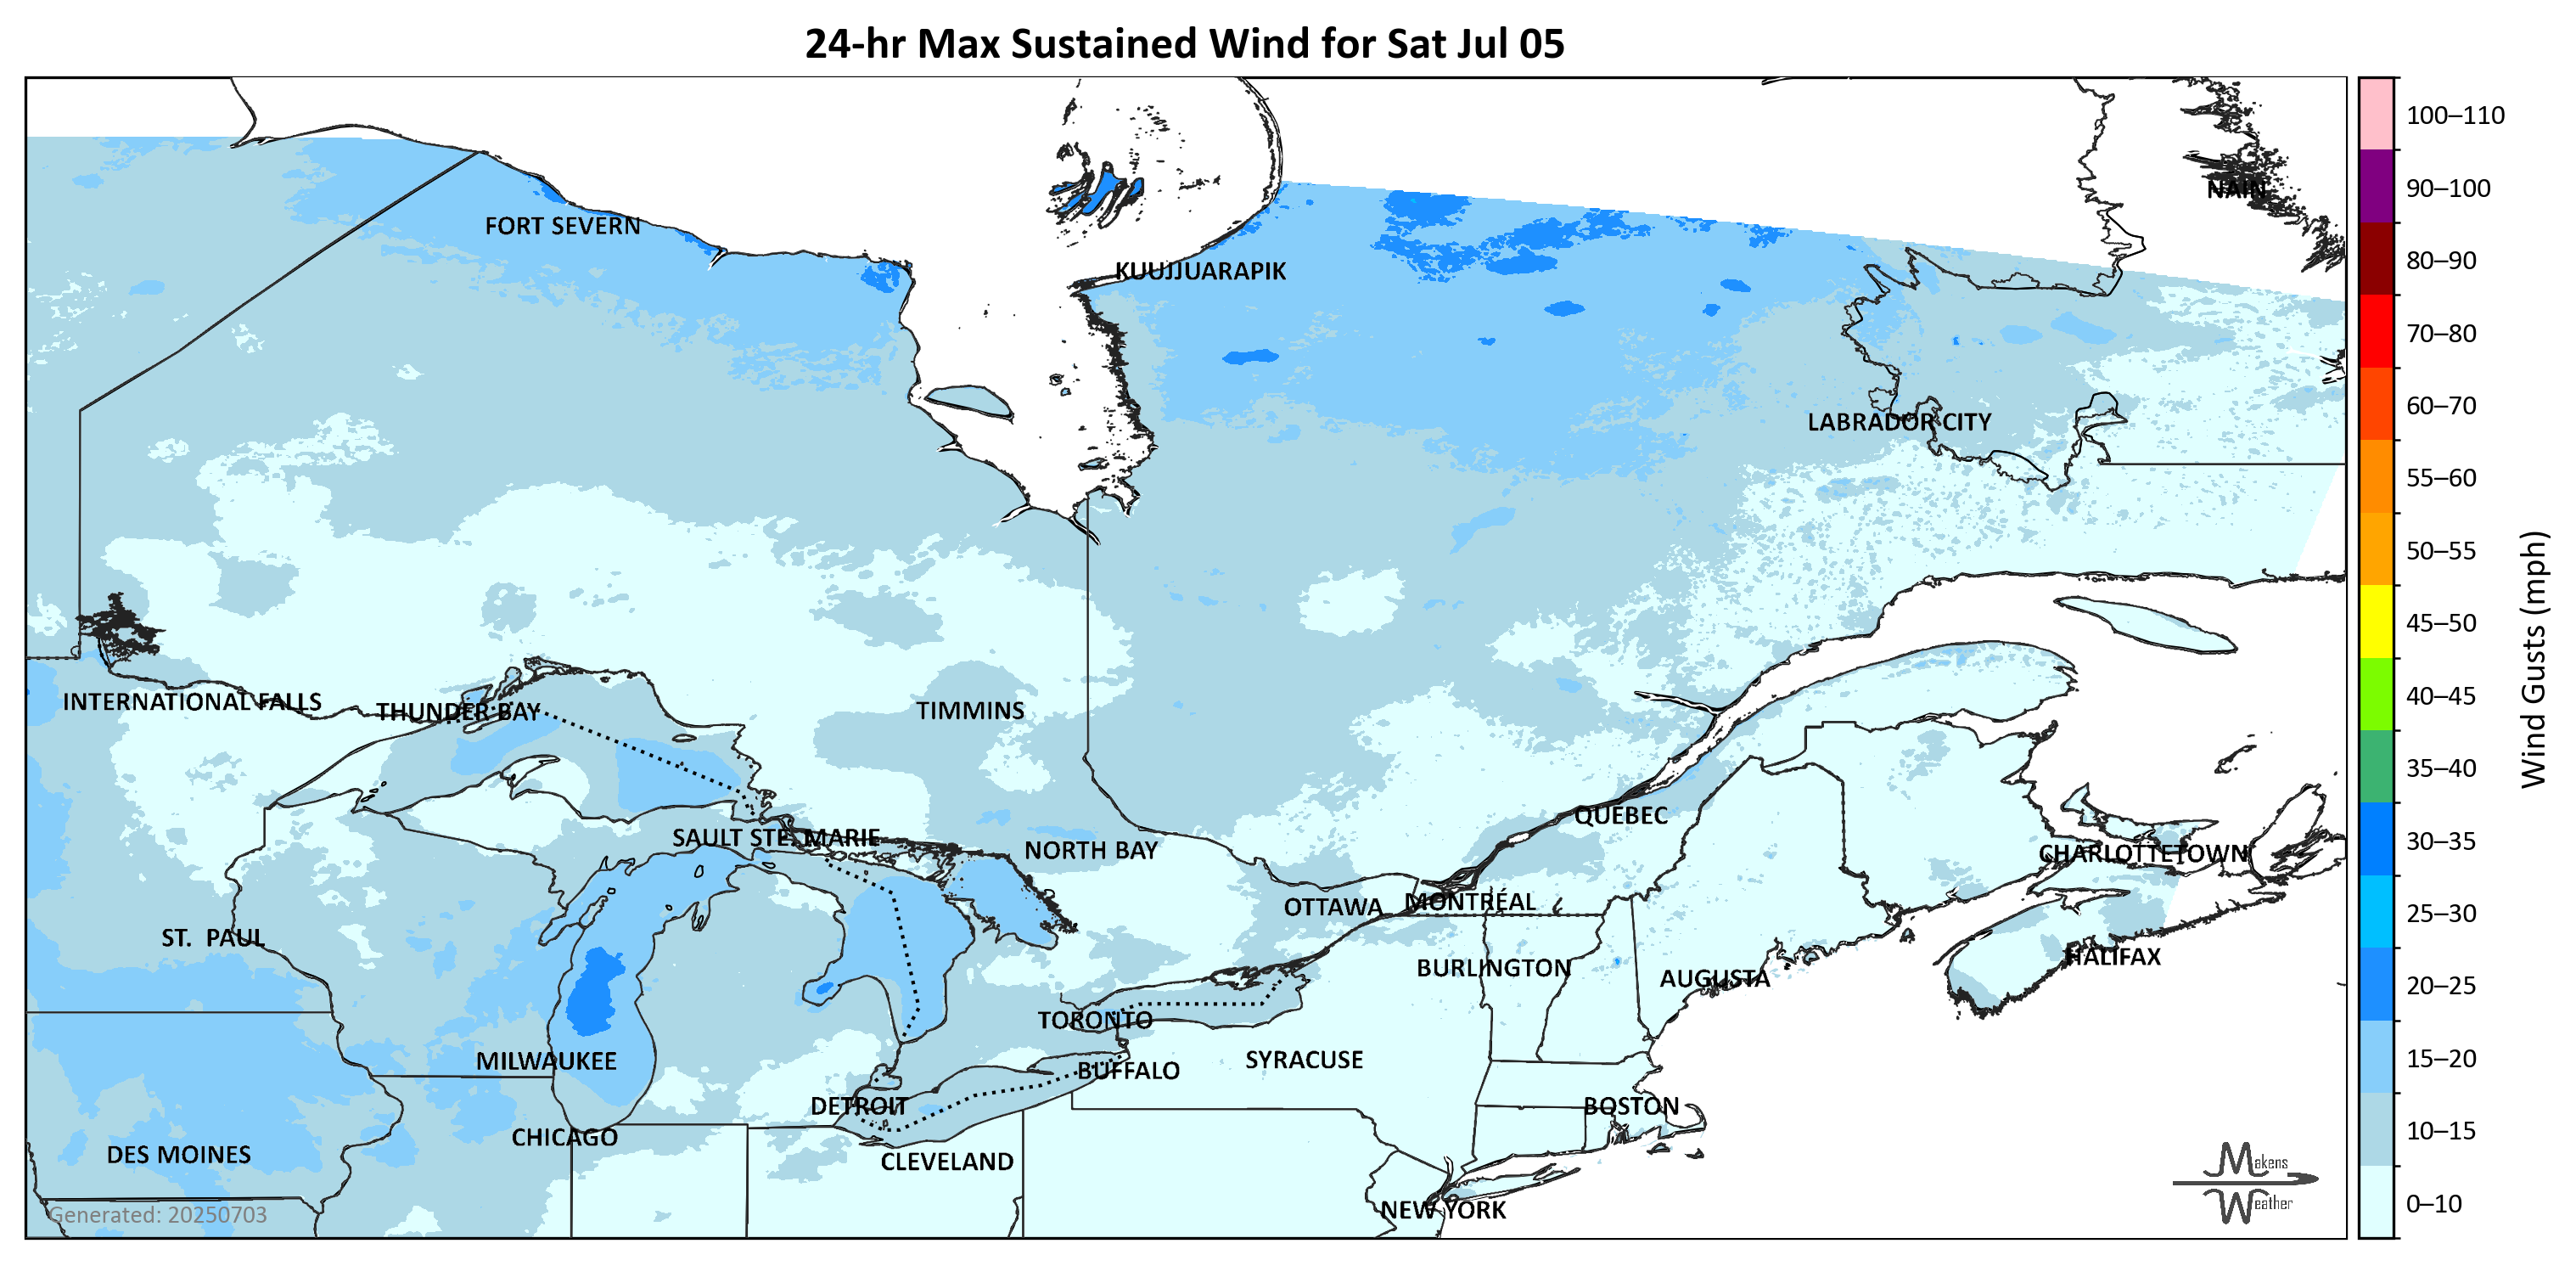 24-hr Max Sustained Wind for Sat Jul 05
100–110
90–100
NAIN
FORT SEVERN
80–90
KUUJJUARAPIK
70–80
60–70
LABRADOR CITY
55–60
50–55
45–50
Wind Gusts (mph)
40–45
INTERNATIONAL FALLS
THUNDER BAY
TIMMINS
35–40
QUEBEC
SAULT STE. MARIE
30–35
NORTH BAY
CHARLOTTETOWN
MONTRÉAL
OTTAWA
25–30
ST. PAUL
HALIFAX
BURLINGTON
AUGUSTA
20–25
TORONTO
MILWAUKEE
SYRACUSE
BUFFALO
15–20
DETROIT
BOSTON
CHICAGO
10–15
DES MOINES
CLEVELAND
Makens
Weather
0–10
NEW YORK
Generated: 20250703